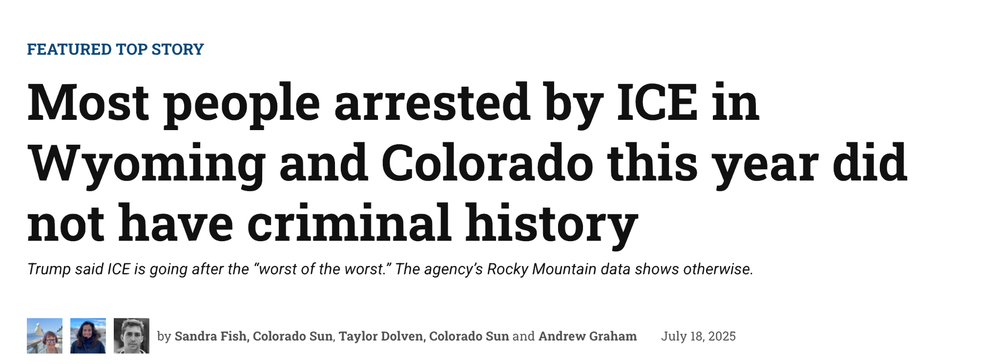 FEATURED TOP STORY
Most people arrested by ICE in
Wyoming and Colorado this year did
not have criminal history
Trump said ICE is going after the “worst of the worst.” The agency’s Rocky Mountain data shows otherwise.
by Sandra Fish, Colorado Sun, Taylor Dolven, Colorado Sun and Andrew Graham July 18, 2025